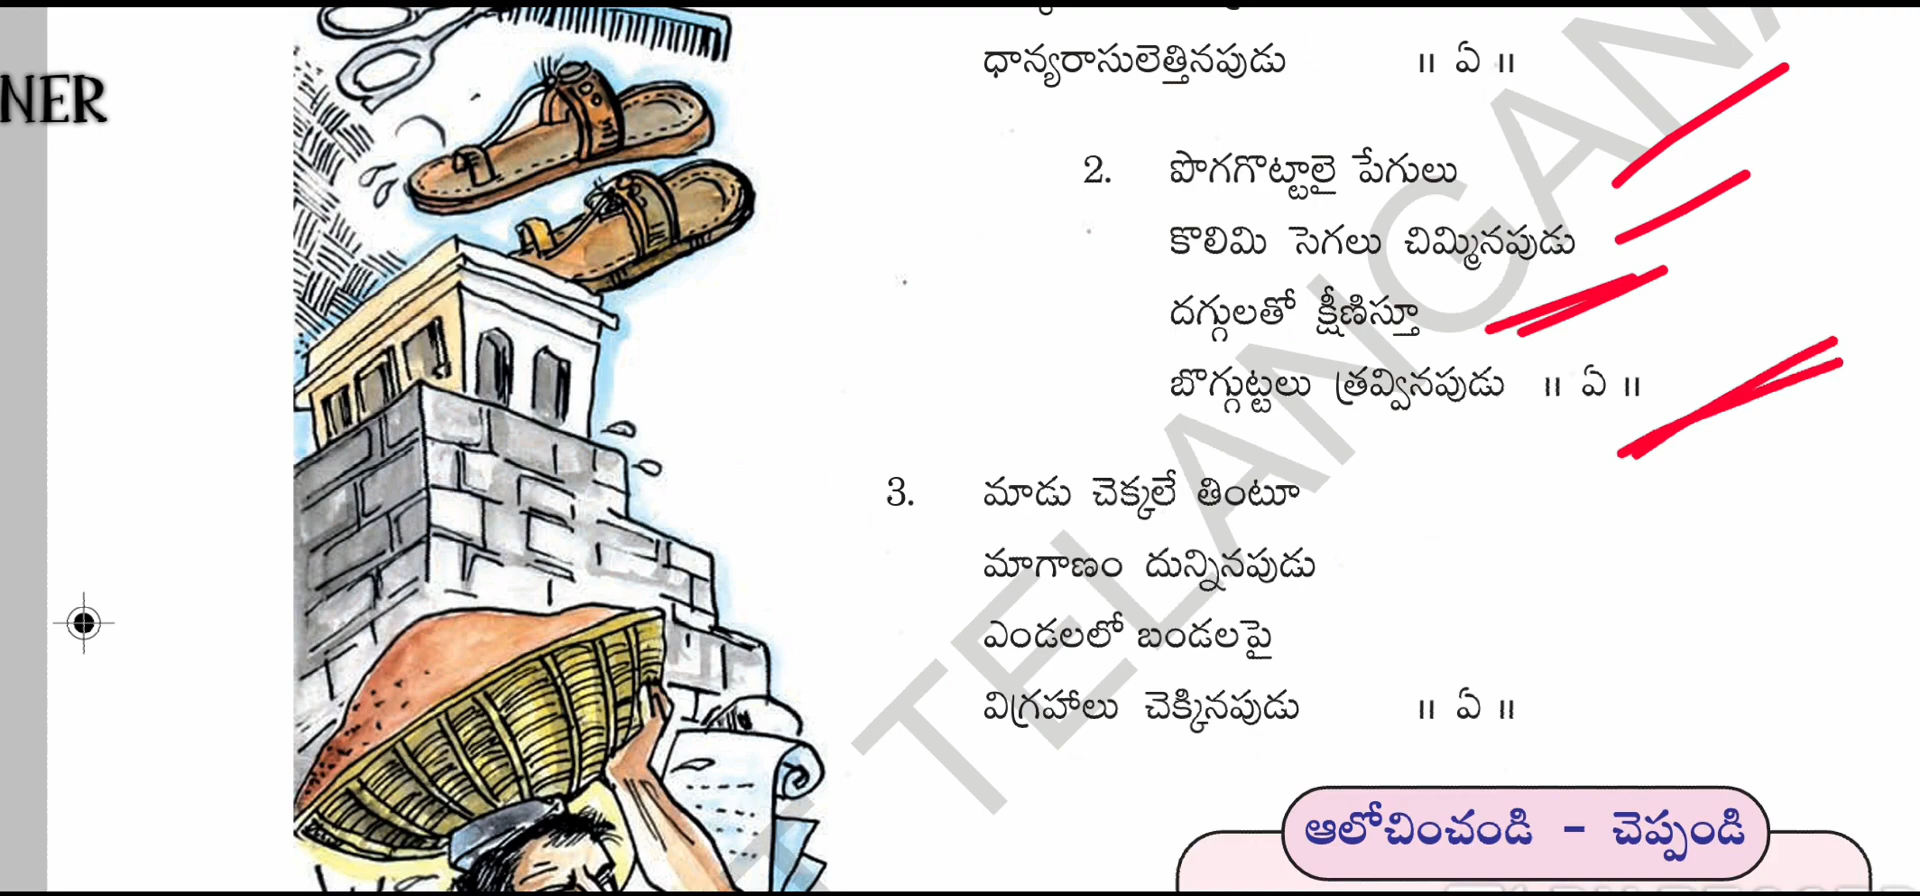 NER
ధాన్యరాసులెత్తినపుడు ॥ ఏ ॥
2. పొగగొట్టాలై పేగులు
కొలిమి సెగలు చిమ్మినపుడు
దగ్గులతో క్షీణిస్తూ
బొగ్గుట్టలు త్రవ్వినపుడు ॥ ఏ ॥
3. మాడు చెక్కలే తింటూ
మాగాణం దున్నినపుడు
ఎండలలో బండలపై
విగ్రహాలు చెక్కినపుడు ॥ ఏ ॥
TELANGANA
ఆలోచించండి - చెప్పండి